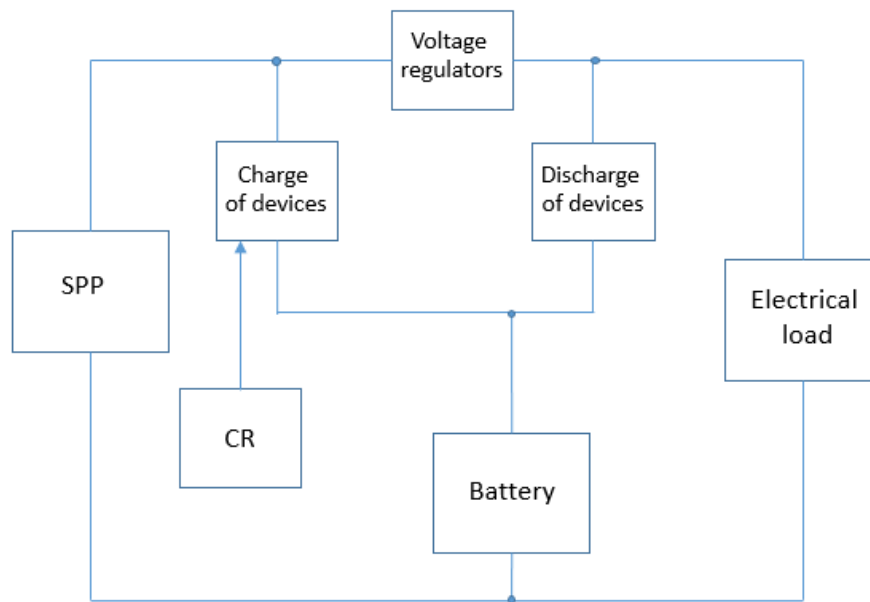 Voltage
regulators
Charge
of devices
Discharge
of devices
SPP
Electrical
load
CR
Battery